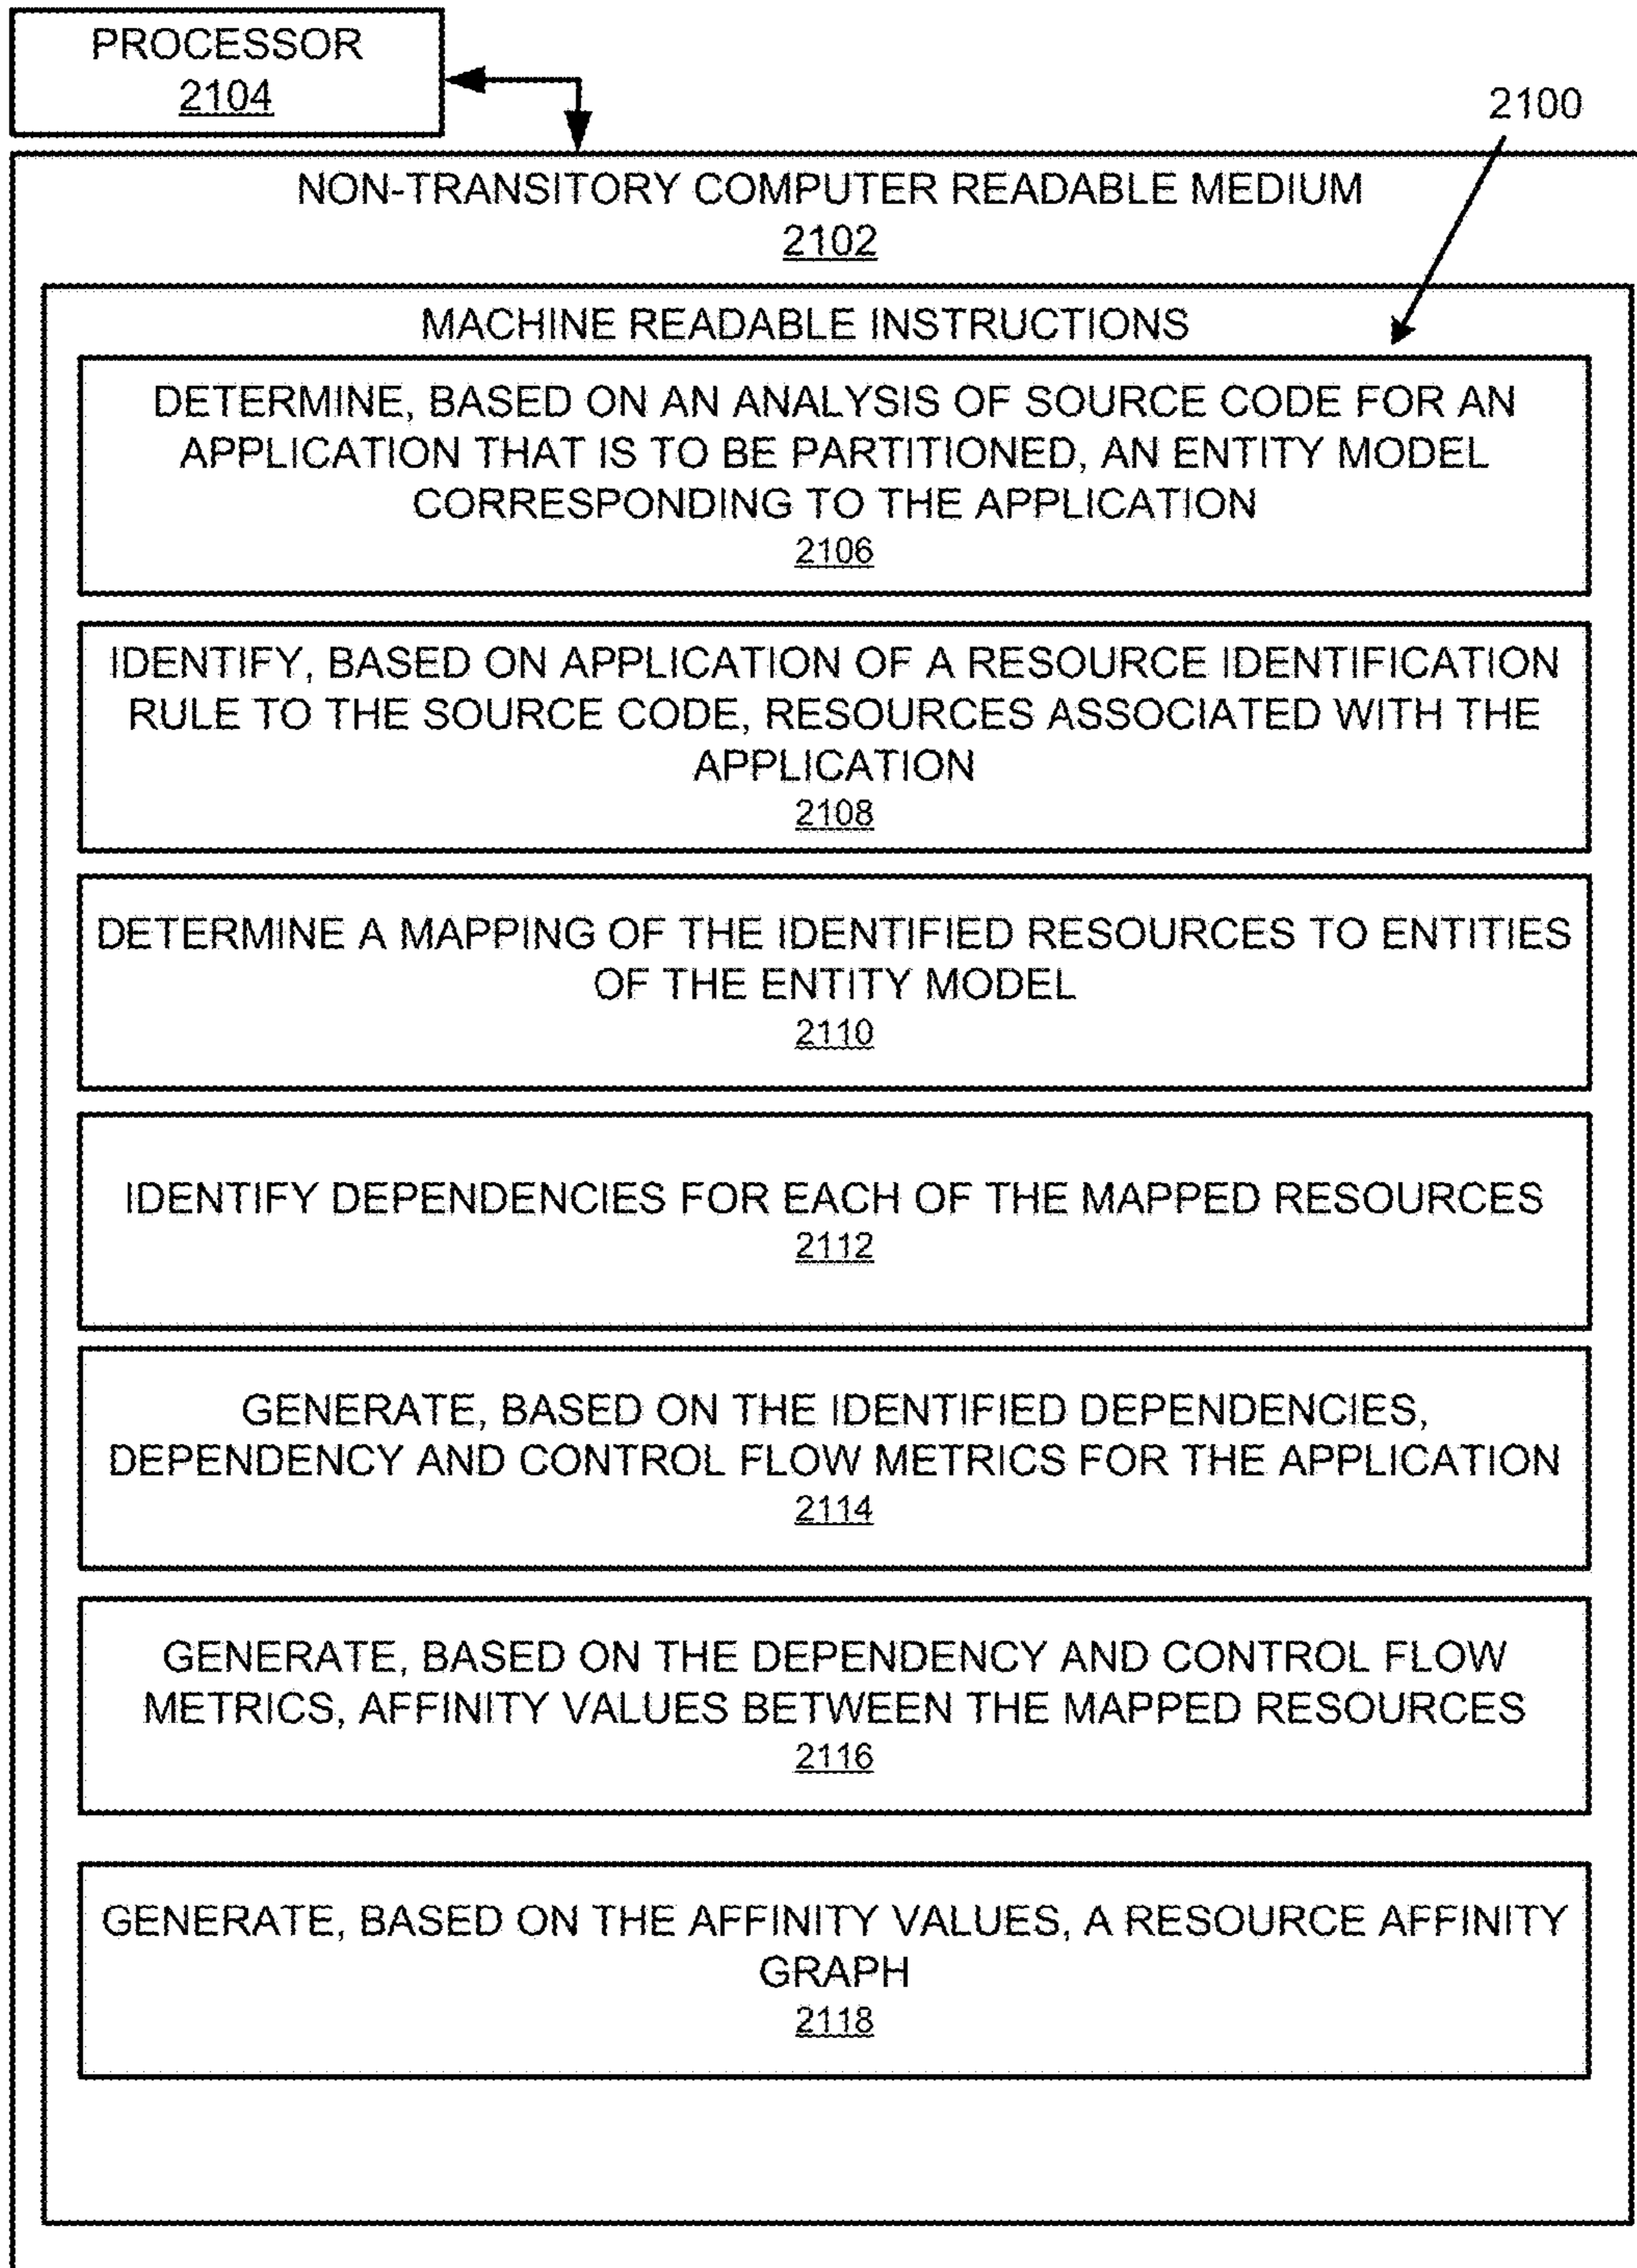 PROCESSOR
2104
2100
NON-TRANSITORY COMPUTER READABLE MEDIUM
2102
MACHINE READABLE INSTRUCTIONS
DETERMINE, BASED ON AN ANALYSIS OF SOURCE CODE FOR AN
APPLICATION THAT IS TO BE PARTITIONED, AN ENTITY MODEL
CORRESPONDING TO THE APPLICATION
2106
IDENTIFY, BASED ON APPLICATION OF A RESOURCE IDENTIFICATION
RULE TO THE SOURCE CODE, RESOURCES ASSOCIATED WITH THE
APPLICATION
2108
DETERMINE A MAPPING OF THE IDENTIFIED RESOURCES TO ENTITIES
OF THE ENTITY MODEL
2110
IDENTIFY DEPENDENCIES FOR EACH OF THE MAPPED RESOURCES
2112
GENERATE, BASED ON THE IDENTIFIED DEPENDENCIES,
DEPENDENCY AND CONTROL FLOW METRICS FOR THE APPLICATION
2114
GENERATE, BASED ON THE DEPENDENCY AND CONTROL FLOW
METRICS, AFFINITY VALUES BETWEEN THE MAPPED RESOURCES
2116
GENERATE, BASED ON THE AFFINITY VALUES, A RESOURCE AFFINITY
GRAPH
2118